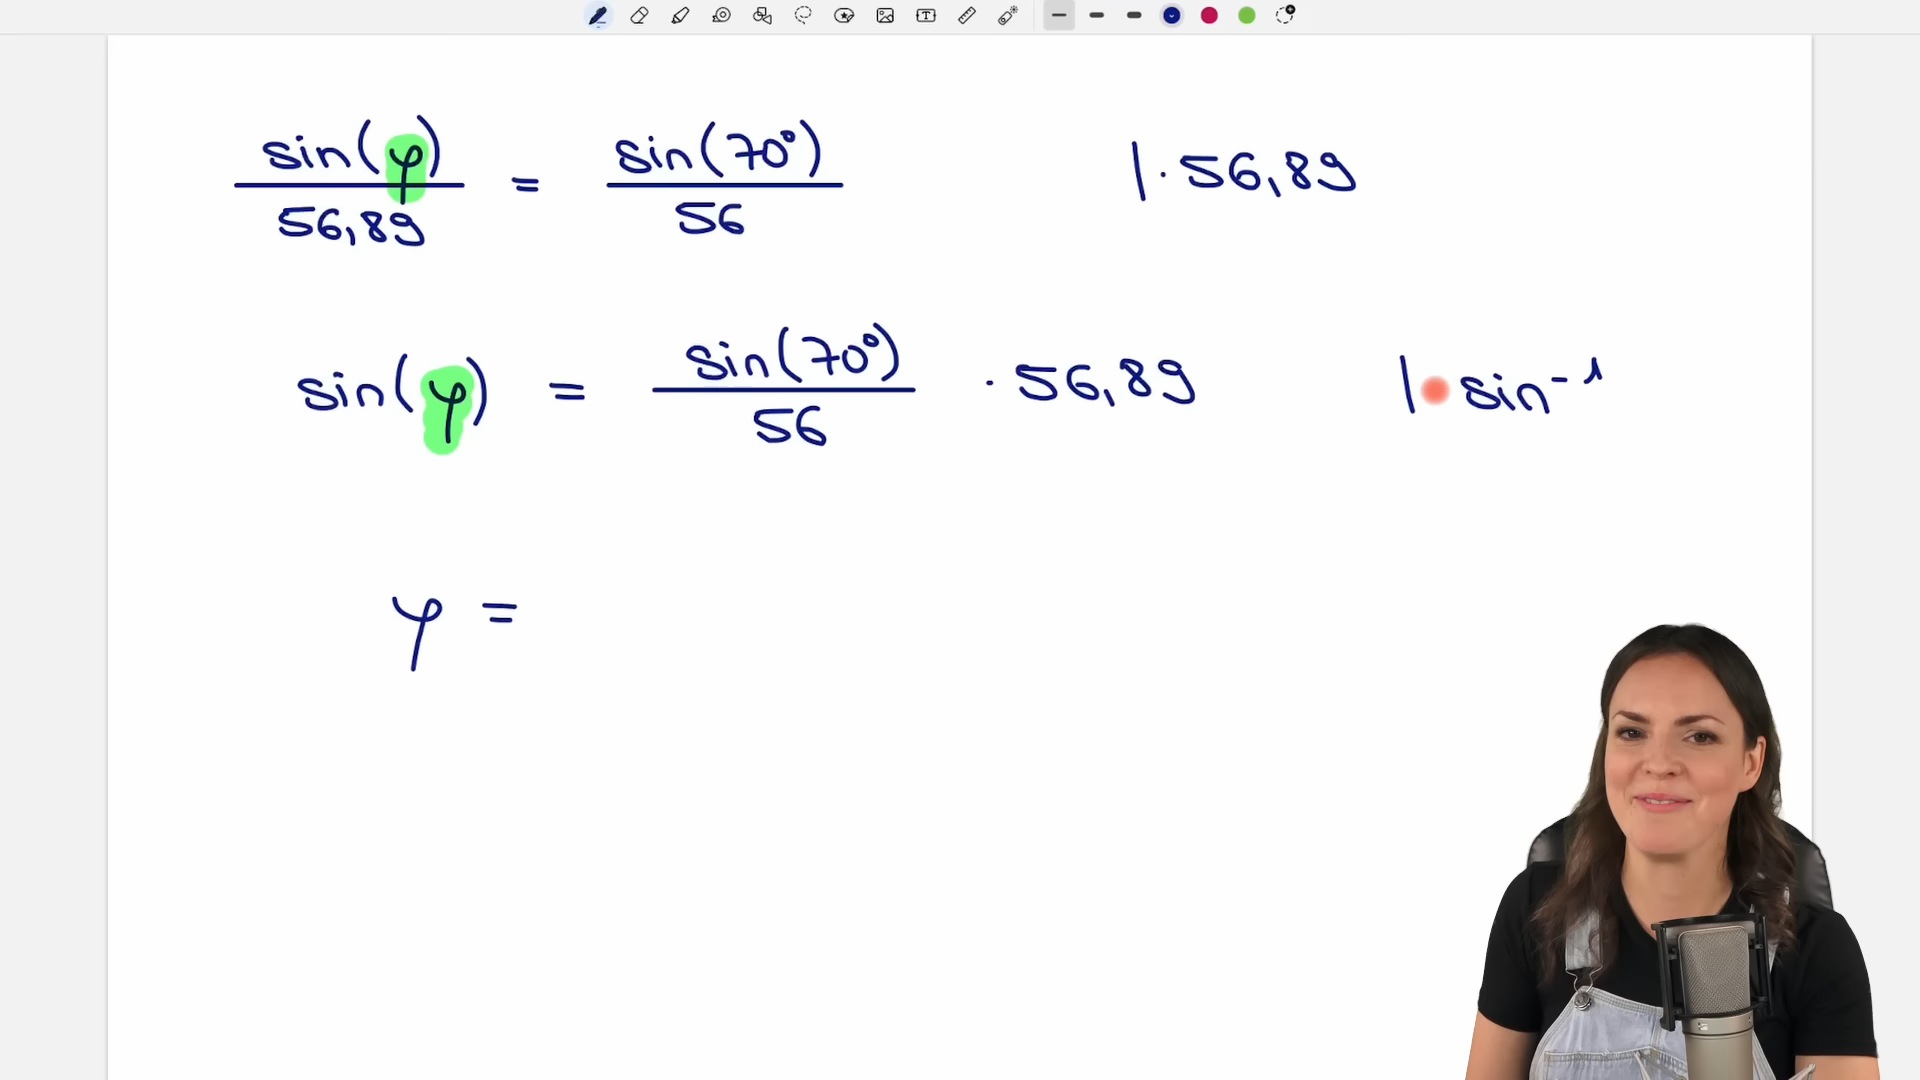 sin(φ)/56,89 = sin(70°)/56 |· 56,89
sin(φ) = sin(70°)/56 · 56,89 | sin⁻¹
φ =